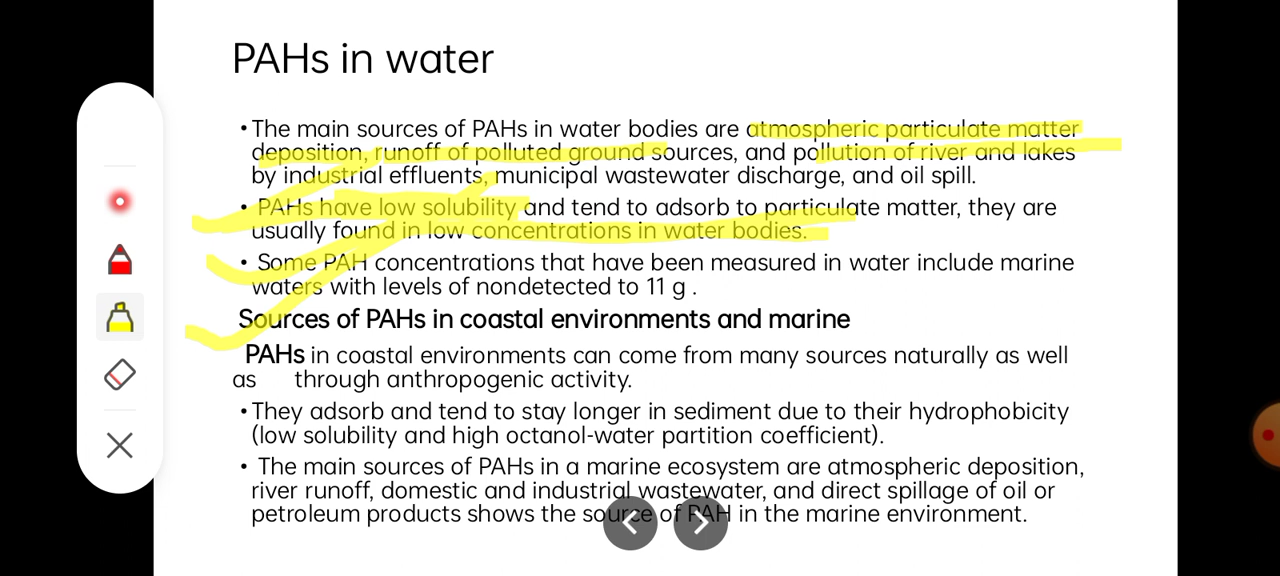 PAHs in water
•The main sources of PAHs in water bodies are atmospheric particulate matter
deposition, runoff of polluted ground sources, and pollution of river and lakes
by industrial effluents, municipal wastewater discharge, and oil spill.
• PAHs have low solubility and tend to adsorb to particulate matter, they are
usually found in low concentrations in water bodies.
• Some PAH concentrations that have been measured in water include marine
waters with levels of nondetected to 11 g .
Sources of PAHs in coastal environments and marine
PAHs in coastal environments can come from many sources naturally as well
as through anthropogenic activity.
•They adsorb and tend to stay longer in sediment due to their hydrophobicity
(low solubility and high octanol-water partition coefficient).
• The main sources of PAHs in a marine ecosystem are atmospheric deposition,
river runoff, domestic and industrial wastewater, and direct spillage of oil or
petroleum products shows the source of PAH in the marine environment.